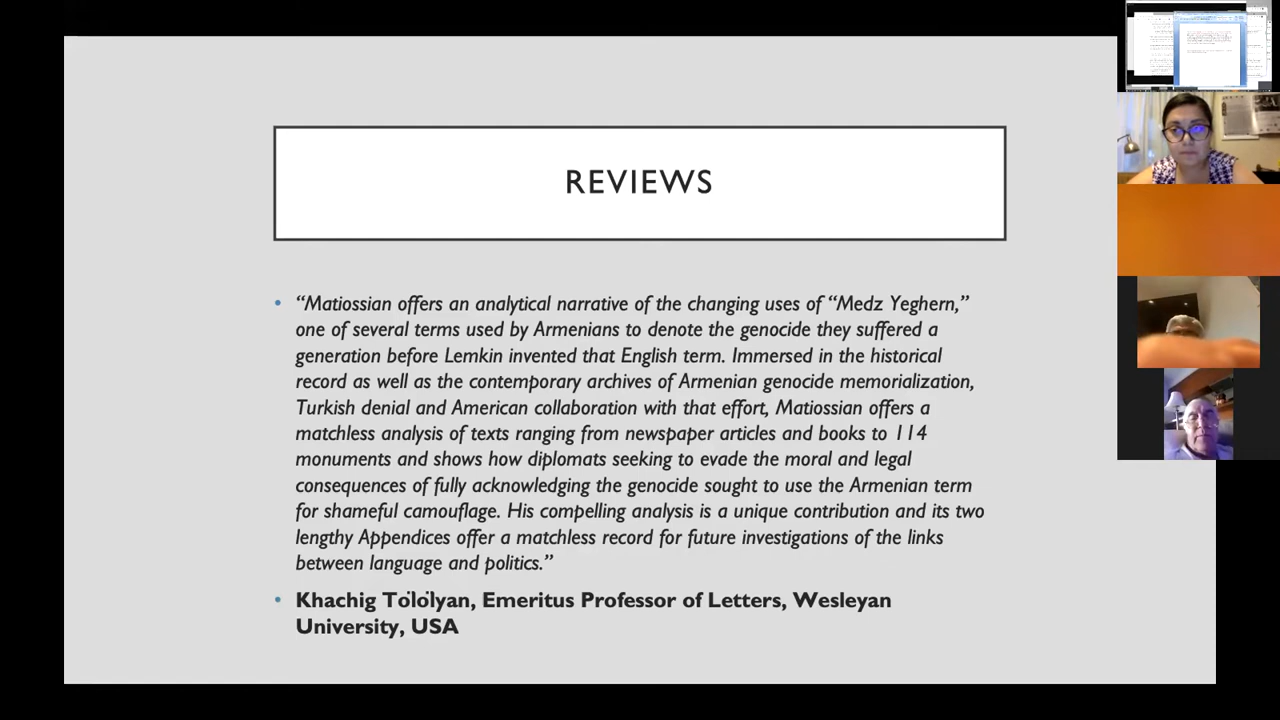 REVIEWS
• “Matiossian offers an analytical narrative of the changing uses of “Medz Yeghern,”
one of several terms used by Armenians to denote the genocide they suffered a
generation before Lemkin invented that English term. Immersed in the historical
record as well as the contemporary archives of Armenian genocide memorialization,
Turkish denial and American collaboration with that effort, Matiossian offers a
matchless analysis of texts ranging from newspaper articles and books to 114
monuments and shows how diplomats seeking to evade the moral and legal
consequences of fully acknowledging the genocide sought to use the Armenian term
for shameful camouflage. His compelling analysis is a unique contribution and its two
lengthy Appendices offer a matchless record for future investigations of the links
between language and politics.”
• Khachig Tölölyan, Emeritus Professor of Letters, Wesleyan
University, USA